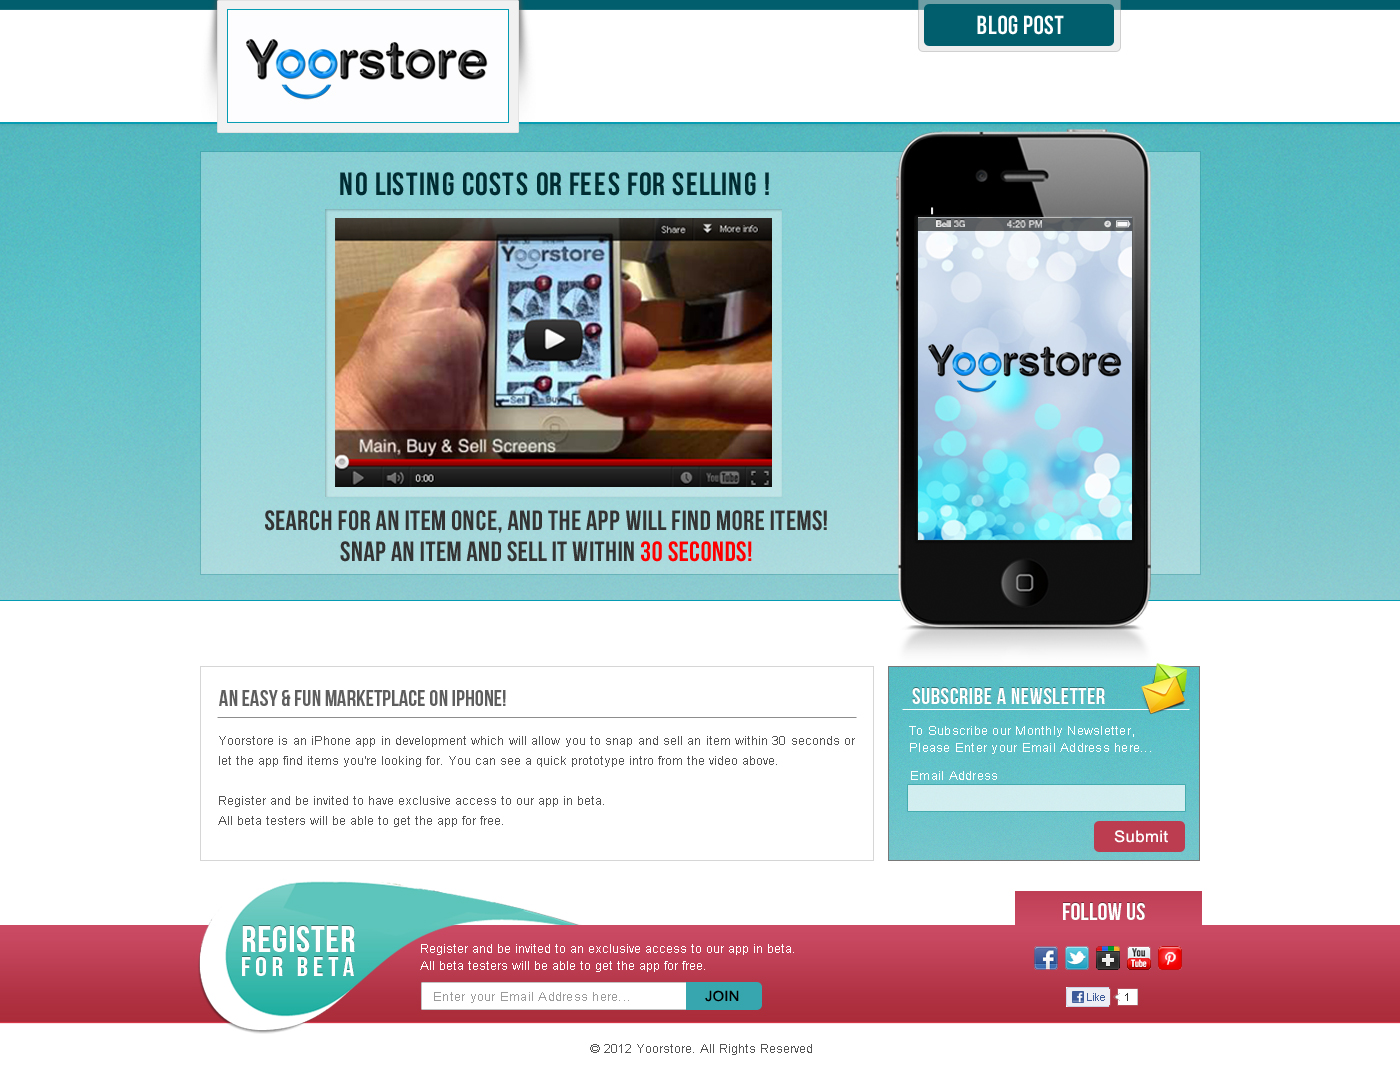 Yoorstore
BLOG POST
NO LISTING COSTS OR FEES FOR SELLING !
Share
More info
Yoorstore
Sell
Buy
Main, Buy & Sell Screens
0:00
YouTube
SEARCH FOR AN ITEM ONCE, AND THE APP WILL FIND MORE ITEMS!
SNAP AN ITEM AND SELL IT WITHIN 30 SECONDS!
Bell 3G 4:20 PM
Yoorstore
AN EASY & FUN MARKETPLACE ON IPHONE!
Yoorstore is an iPhone app in development which will allow you to snap and sell an item within 30 seconds or
let the app find items you're looking for. You can see a quick prototype intro from the video above.
Register and be invited to have exclusive access to our app in beta.
All beta testers will be able to get the app for free.
SUBSCRIBE A NEWSLETTER
To Subscribe our Monthly Newsletter,
Please Enter your Email Address here...
Email Address
Submit
REGISTER
FOR BETA
Register and be invited to an exclusive access to our app in beta.
All beta testers will be able to get the app for free.
Enter your Email Address here...
JOIN
FOLLOW US
You
Tube
Like
1
© 2012 Yoorstore. All Rights Reserved